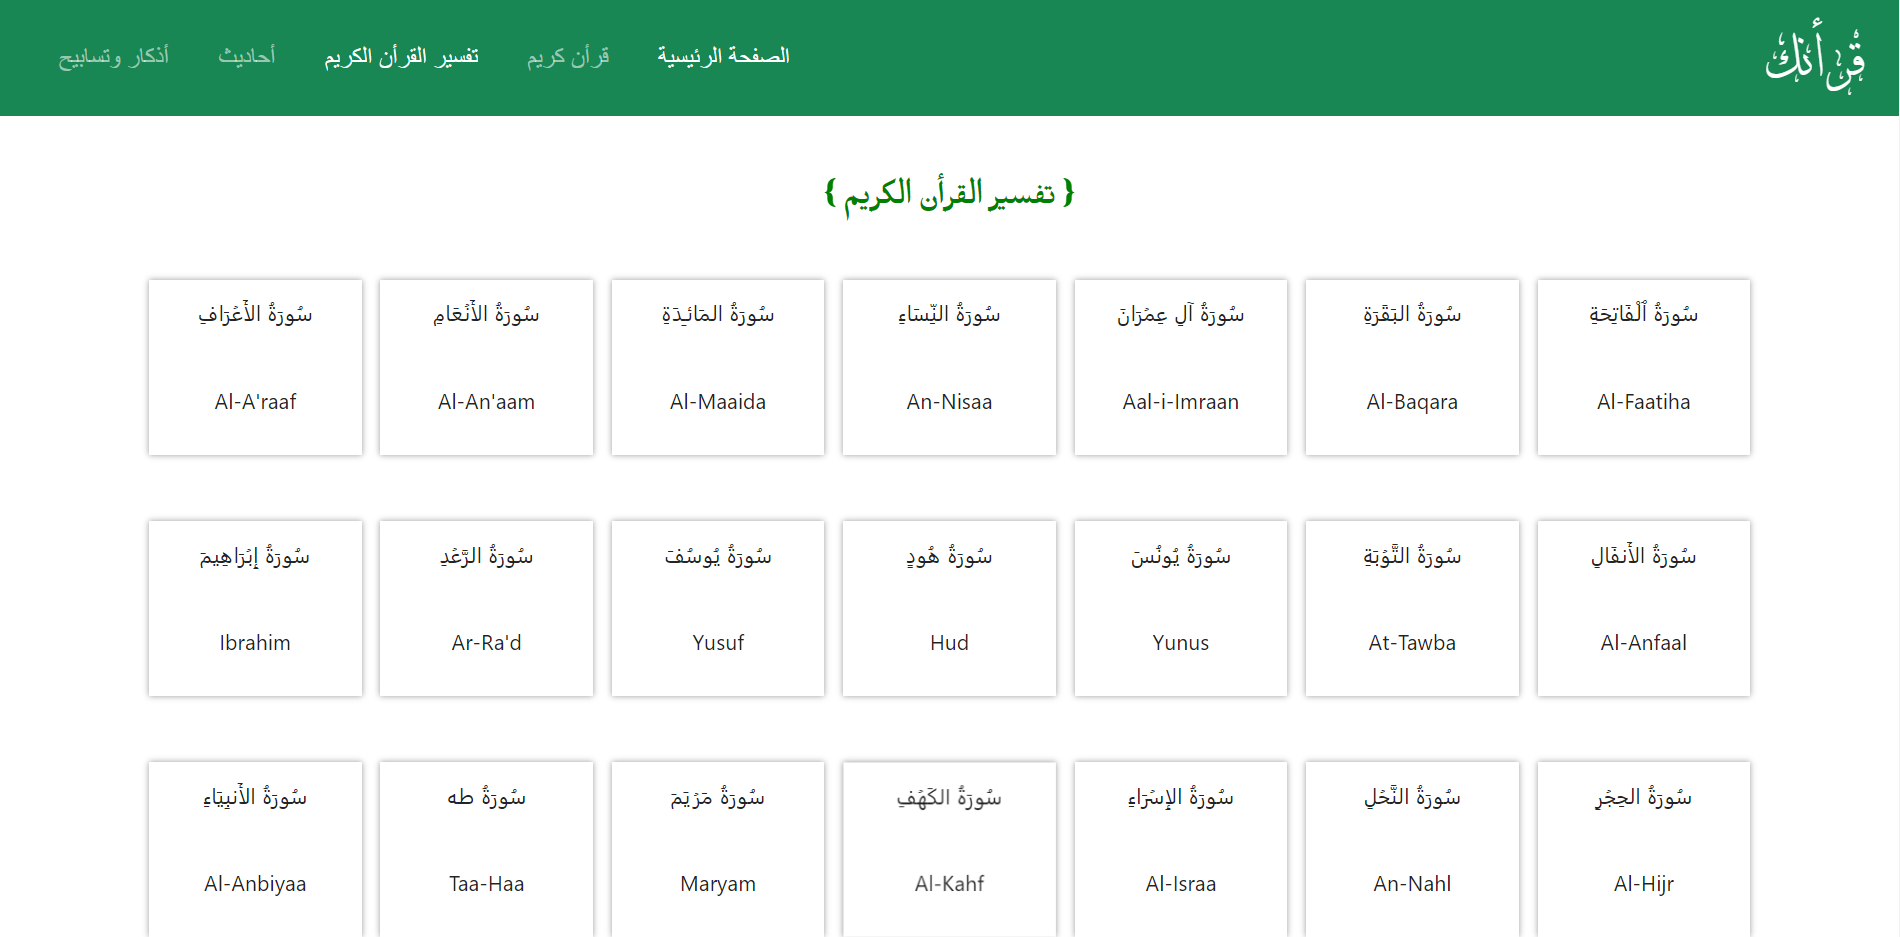 قُرأنك
الصفحة الرئيسية
قرأن كريم
تفسير القرأن الكريم
أحاديث
أذكار وتسابيح
{ تفسير القرأن الكريم }
سُورَةُ ٱلْفَاتِحَةِ
Al-Faatiha
سُورَةُ البَقَرَةِ
Al-Baqara
سُورَةُ آلِ عِمۡرَانَ
Aal-i-Imraan
سُورَةُ النِّسَاءِ
An-Nisaa
سُورَةُ المَائـِدَةِ
Al-Maaida
سُورَةُ الأَنۡعَامِ
Al-An'aam
سُورَةُ الأَعۡرَافِ
Al-A'raaf
سُورَةُ الأَنفَالِ
Al-Anfaal
سُورَةُ التَّوۡبَةِ
At-Tawba
سُورَةُ يُونُسَ
Yunus
سُورَةُ هُودٍ
Hud
سُورَةُ يُوسُفَ
Yusuf
سُورَةُ الرَّعۡدِ
Ar-Ra'd
سُورَةُ إِبۡرَاهِيمَ
Ibrahim
سُورَةُ الحِجۡرِ
Al-Hijr
سُورَةُ النَّحۡلِ
An-Nahl
سُورَةُ الإِسۡرَاءِ
Al-Israa
سُورَةُ الكَهۡفِ
Al-Kahf
سُورَةُ مَرۡيَمَ
Maryam
سُورَةُ طه
Taa-Haa
سُورَةُ الأَنبِيَاءِ
Al-Anbiyaa